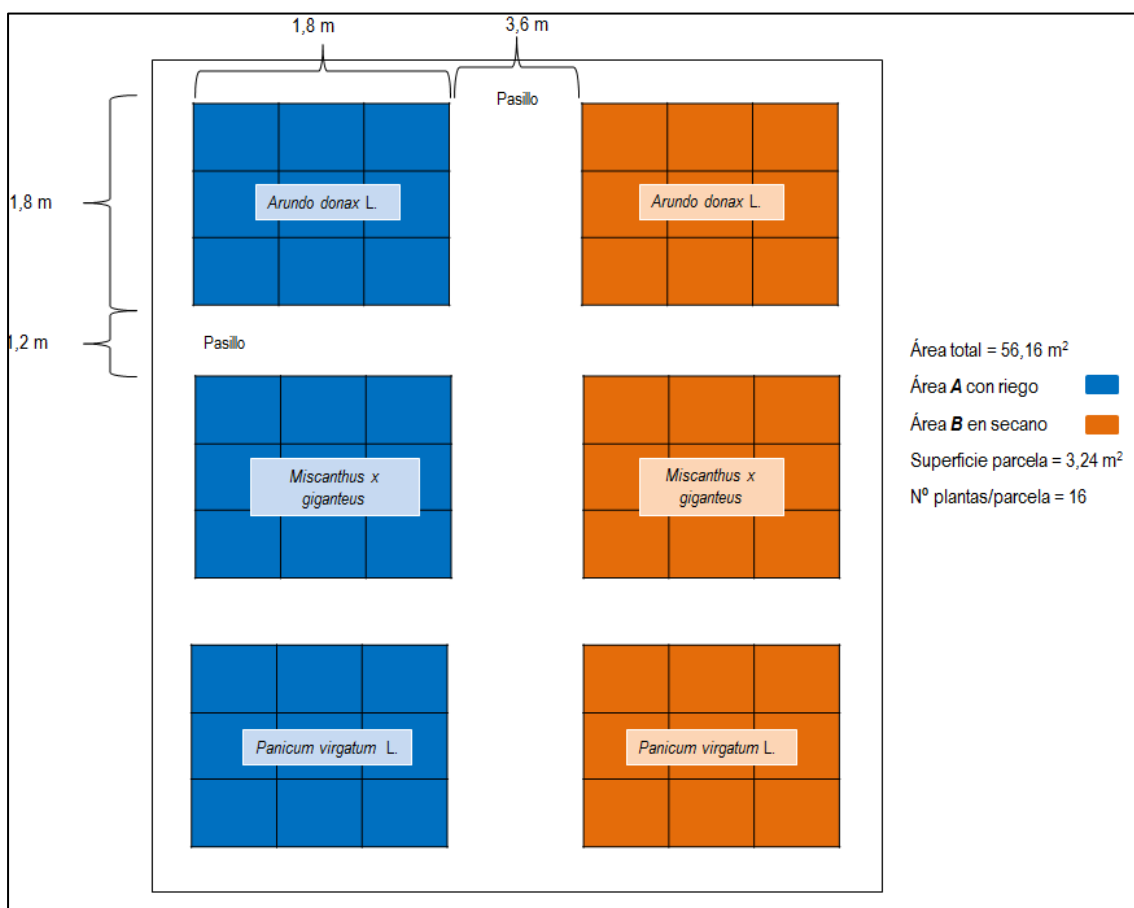 1,8 m
3,6 m
Pasillo
1,8 m
Arundo donax L.
Arundo donax L.
1,2 m
Pasillo
Miscanthus x
giganteus
Miscanthus x
giganteus
Panicum virgatum L.
Panicum virgatum L.
Área total = 56,16 m²
Área A con riego
Área B en secano
Superficie parcela = 3,24 m²
Nº plantas/parcela = 16